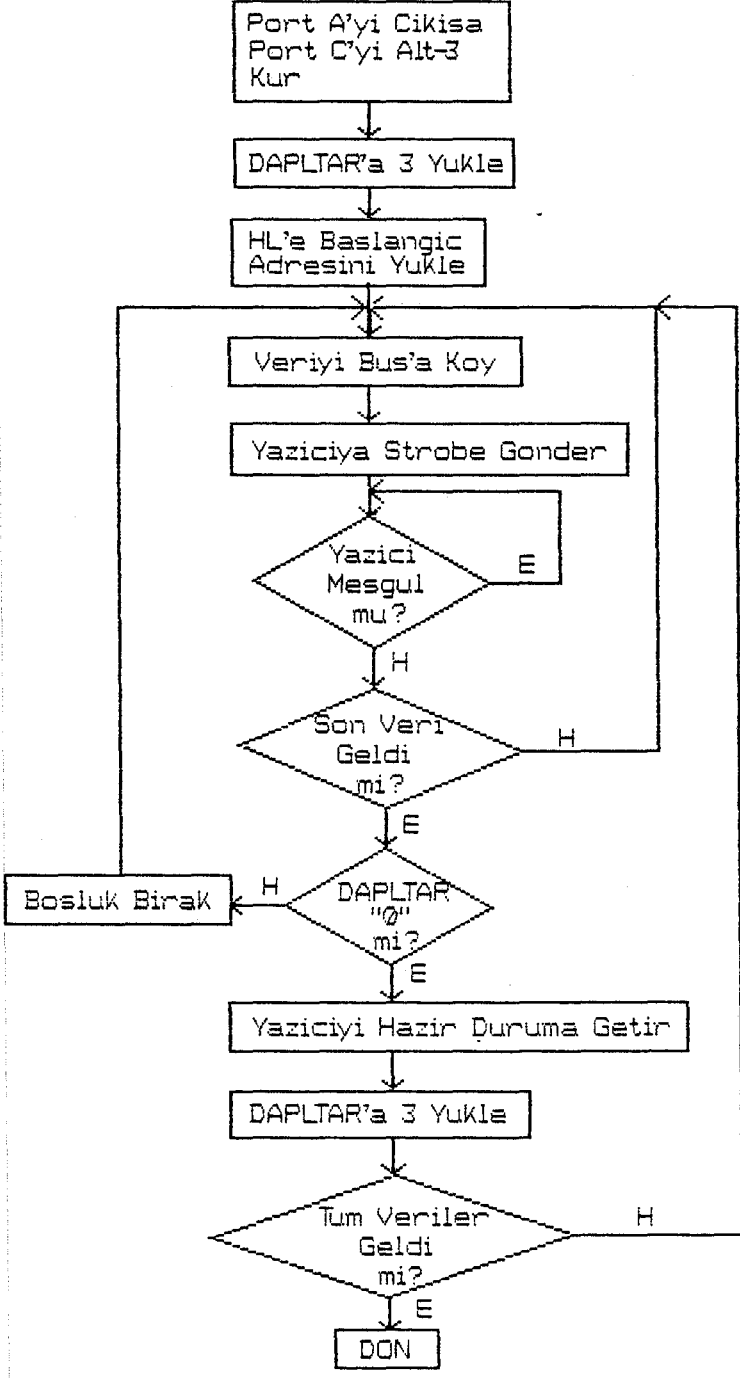 Port A'yi Cikisa
Port C'yi Alt-3
Kur
DAPLTAR'a 3 Yukle
HL'e Baslangic
Adresini Yukle
Veriyi Bus'a Koy
Yaziciya Strobe Gonder
Yazici
Mesgul
mu?
E
H
Son Veri
Geldi
mi?
H
E
DAPLTAR
"0"
mi?
H
Bosluk Birak
E
Yaziciyi Hazir Duruma Getir
DAPLTAR'a 3 Yukle
Tum Veriler
Geldi
mi?
H
E
DON